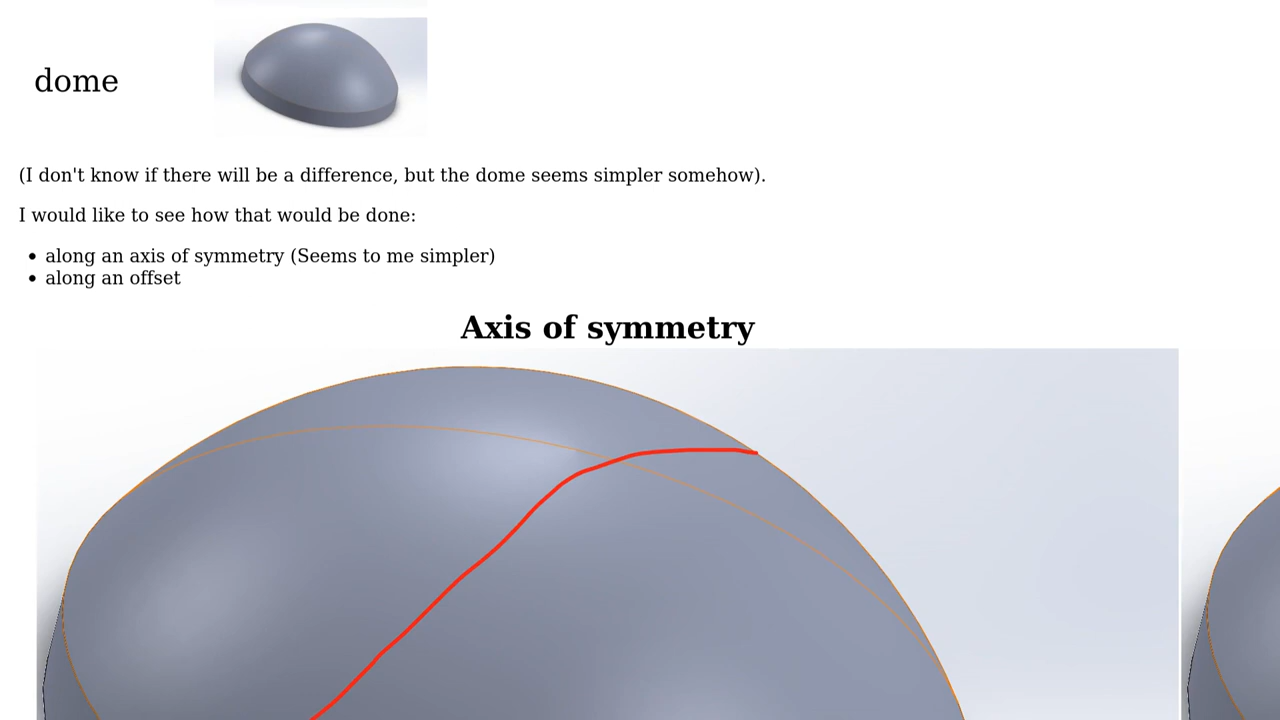 dome
(I don't know if there will be a difference, but the dome seems simpler somehow).
I would like to see how that would be done:
• along an axis of symmetry (Seems to me simpler)
• along an offset
Axis of symmetry